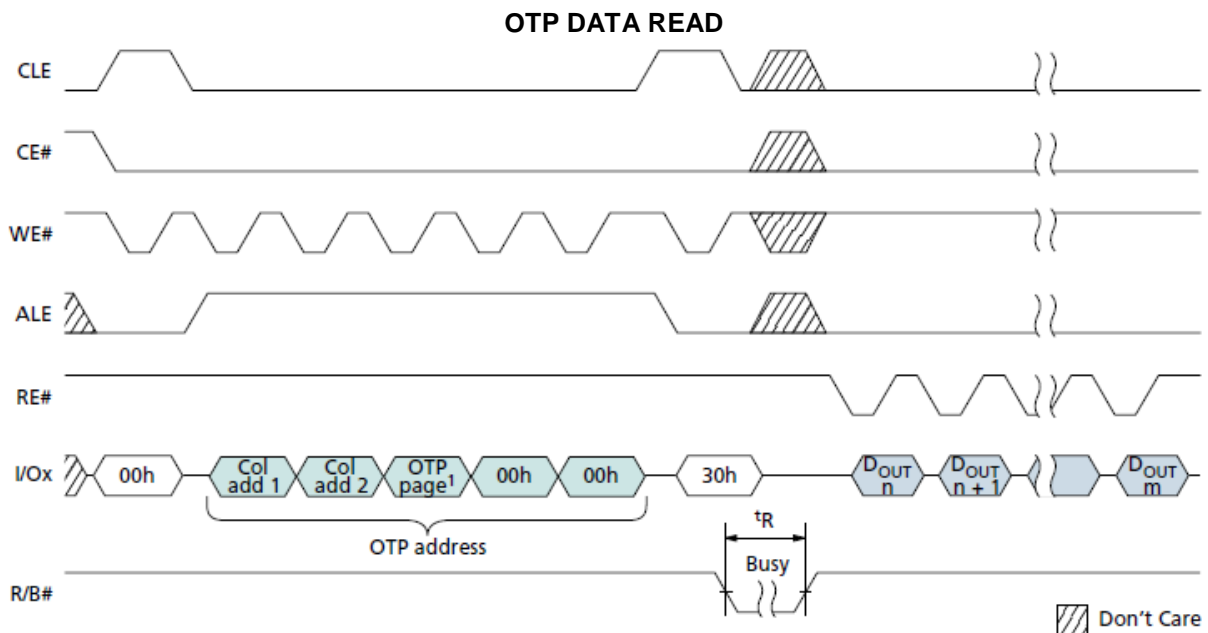 OTP DATA READ
CLE
CE#
WE#
ALE
RE#
I/Ox 00h Col add 1 Col add 2 OTP page¹ 00h 00h 30h DOUT n DOUT n + 1 DOUT m
OTP address
tR
Busy
R/B#
Don't Care